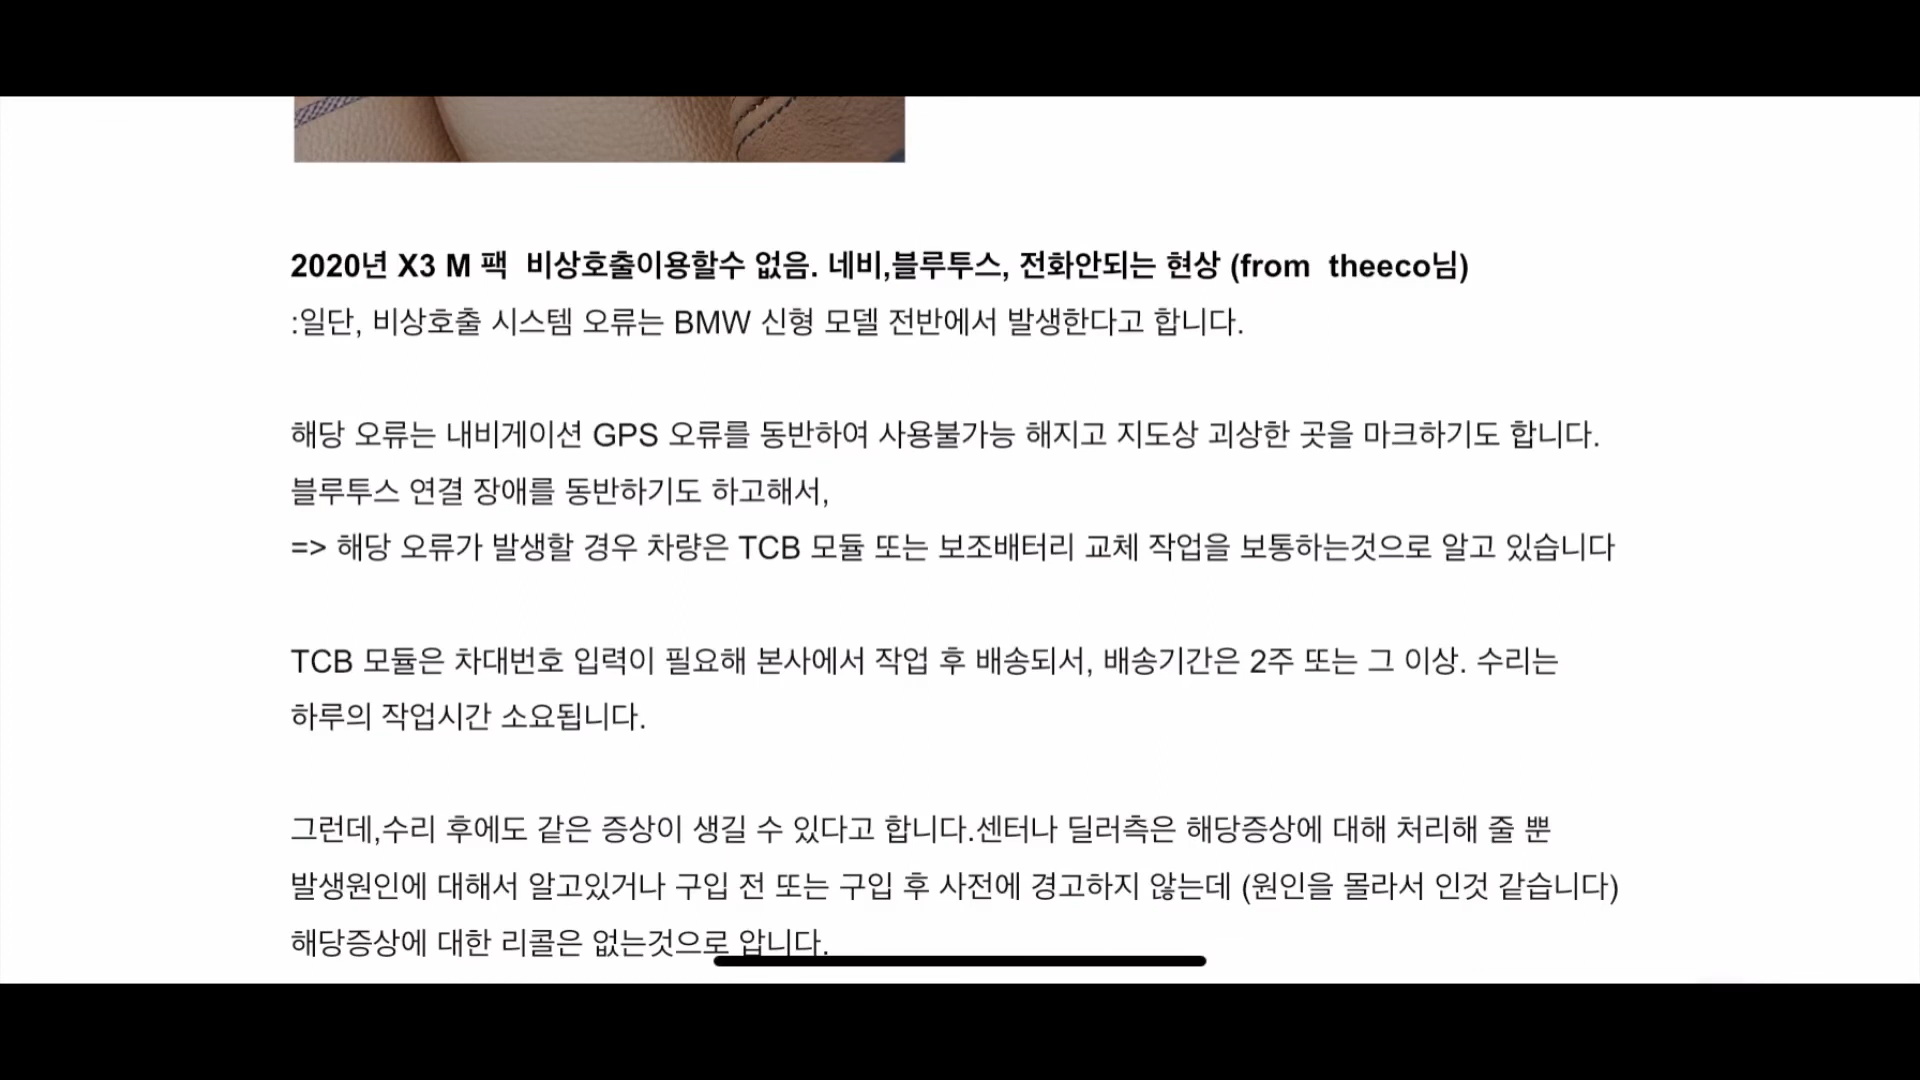 2020년 X3 M 팩  비상호출이용할수 없음. 네비,블루투스, 전화안되는 현상 (from  theeco님)
:일단, 비상호출 시스템 오류는 BMW 신형 모델 전반에서 발생한다고 합니다.
해당 오류는 내비게이션 GPS 오류를 동반하여 사용불가능 해지고 지도상 괴상한 곳을 마크하기도 합니다.
블루투스 연결 장애를 동반하기도 하고해서,
=> 해당 오류가 발생할 경우 차량은 TCB 모듈 또는 보조배터리 교체 작업을 보통하는것으로 알고 있습니다
TCB 모듈은 차대번호 입력이 필요해 본사에서 작업 후 배송되서, 배송기간은 2주 또는 그 이상. 수리는
하루의 작업시간 소요됩니다.
그런데,수리 후에도 같은 증상이 생길 수 있다고 합니다.센터나 딜러측은 해당증상에 대해 처리해 줄 뿐
발생원인에 대해서 알고있거나 구입 전 또는 구입 후 사전에 경고하지 않는데 (원인을 몰라서 인것 같습니다)
해당증상에 대한 리콜은 없는것으로 압니다.